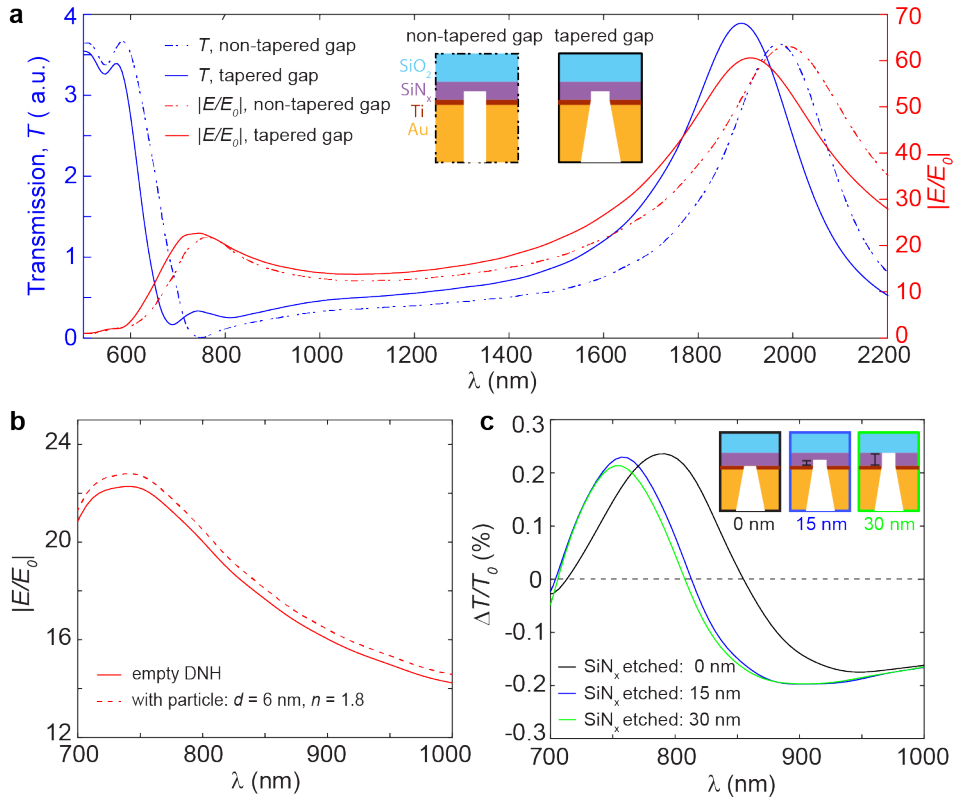 a
4
3
2
1
0
Transmission, T ( a.u.)
T, non-tapered gap
T, tapered gap
|E/E₀|, non-tapered gap
|E/E₀|, tapered gap
non-tapered gap
tapered gap
SiO₂
SiNₓ
Ti
Au
70
60
50
40
30
20
10
0
|E/E₀|
600 800 1000 1200 1400 1600 1800 2000 2200
λ (nm)
b
24
20
16
12
|E/E₀|
empty DNH
with particle: d = 6 nm, n = 1.8
700 800 900 1000
λ (nm)
c
0.3
0.2
0.1
0
-0.1
-0.2
-0.3
ΔT/T₀ (%)
0 nm
15 nm
30 nm
SiNₓ etched: 0 nm
SiNₓ etched: 15 nm
SiNₓ etched: 30 nm
700 800 900 1000
λ (nm)